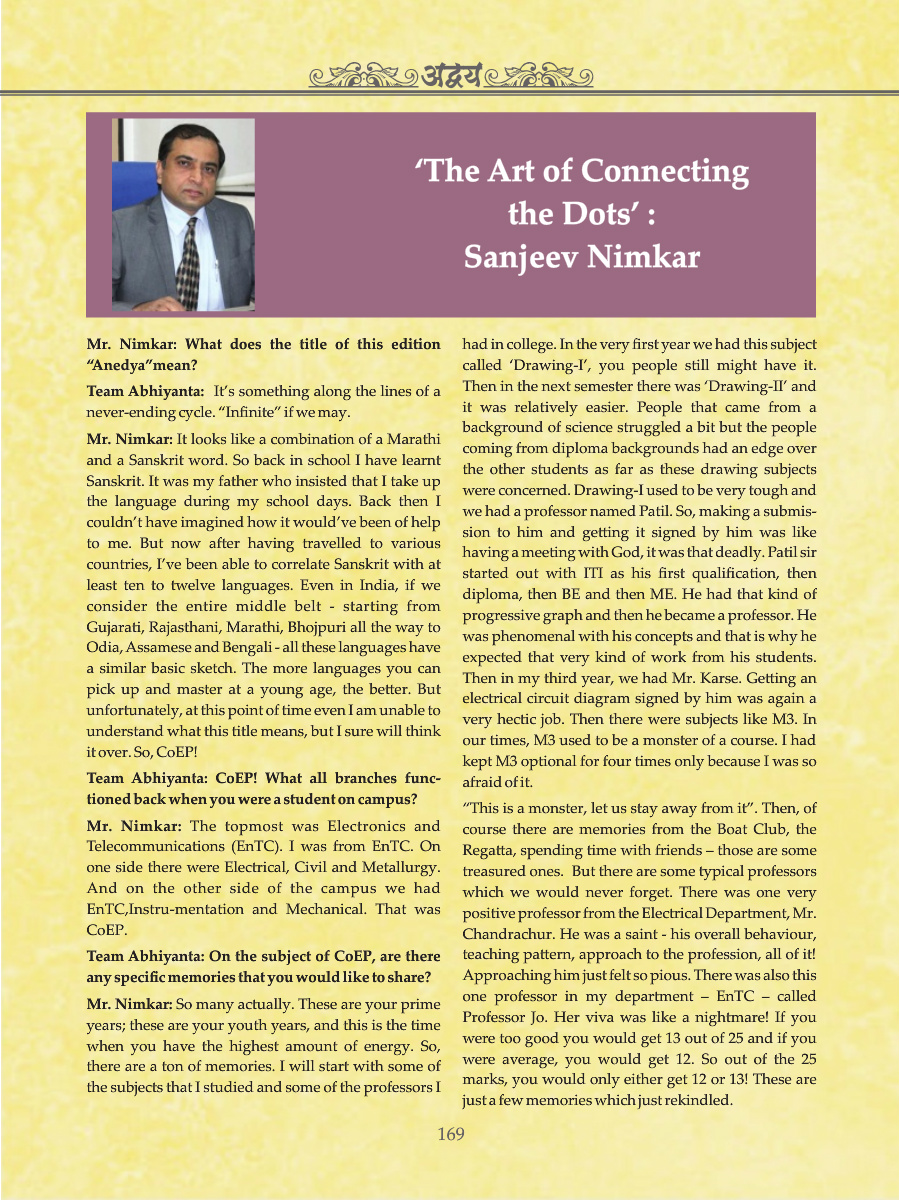 अद्वय
‘The Art of Connecting
the Dots’ :
Sanjeev Nimkar
Mr. Nimkar: What does the title of this edition
“Anedya”mean?
Team Abhiyanta: It’s something along the lines of a
never-ending cycle. “Infinite” if we may.
Mr. Nimkar: It looks like a combination of a Marathi
and a Sanskrit word. So back in school I have learnt
Sanskrit. It was my father who insisted that I take up
the language during my school days. Back then I
couldn’t have imagined how it would’ve been of help
to me. But now after having travelled to various
countries, I’ve been able to correlate Sanskrit with at
least ten to twelve languages. Even in India, if we
consider the entire middle belt - starting from
Gujarati, Rajasthani, Marathi, Bhojpuri all the way to
Odia, Assamese and Bengali - all these languages have
a similar basic sketch. The more languages you can
pick up and master at a young age, the better. But
unfortunately, at this point of time even I am unable to
understand what this title means, but I sure will think
it over. So, CoEP!
Team Abhiyanta: CoEP! What all branches func-
tioned back when you were a student on campus?
Mr. Nimkar: The topmost was Electronics and
Telecommunications (EnTC). I was from EnTC. On
one side there were Electrical, Civil and Metallurgy.
And on the other side of the campus we had
EnTC,Instru-mentation and Mechanical. That was
CoEP.
Team Abhiyanta: On the subject of CoEP, are there
any specific memories that you would like to share?
Mr. Nimkar: So many actually. These are your prime
years; these are your youth years, and this is the time
when you have the highest amount of energy. So,
there are a ton of memories. I will start with some of
the subjects that I studied and some of the professors I
had in college. In the very first year we had this subject
called ‘Drawing-I’, you people still might have it.
Then in the next semester there was ‘Drawing-II’ and
it was relatively easier. People that came from a
background of science struggled a bit but the people
coming from diploma backgrounds had an edge over
the other students as far as these drawing subjects
were concerned. Drawing-I used to be very tough and
we had a professor named Patil. So, making a submis-
sion to him and getting it signed by him was like
having a meeting with God, it was that deadly. Patil sir
started out with ITI as his first qualification, then
diploma, then BE and then ME. He had that kind of
progressive graph and then he became a professor. He
was phenomenal with his concepts and that is why he
expected that very kind of work from his students.
Then in my third year, we had Mr. Karse. Getting an
electrical circuit diagram signed by him was again a
very hectic job. Then there were subjects like M3. In
our times, M3 used to be a monster of a course. I had
kept M3 optional for four times only because I was so
afraid of it.
“This is a monster, let us stay away from it”. Then, of
course there are memories from the Boat Club, the
Regatta, spending time with friends – those are some
treasured ones. But there are some typical professors
which we would never forget. There was one very
positive professor from the Electrical Department, Mr.
Chandrachur. He was a saint - his overall behaviour,
teaching pattern, approach to the profession, all of it!
Approaching him just felt so pious. There was also this
one professor in my department – EnTC – called
Professor Jo. Her viva was like a nightmare! If you
were too good you would get 13 out of 25 and if you
were average, you would get 12. So out of the 25
marks, you would only either get 12 or 13! These are
just a few memories which just rekindled.
169